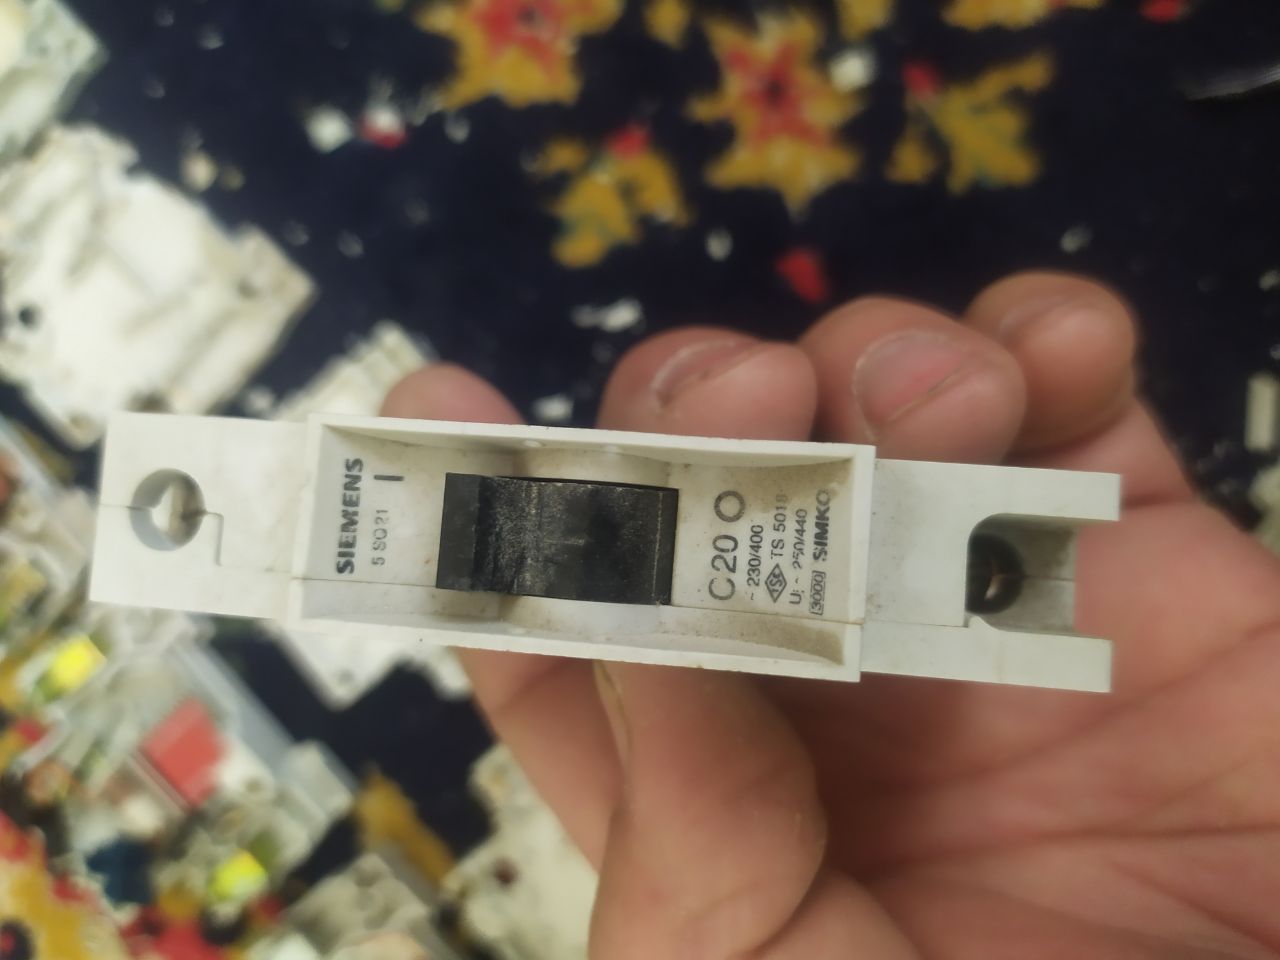 SIEMENS
5 SQ21
I
O
C20
~ 230/400
TSE TS 5018
Ui ~ 250/440
3000 SIMKO